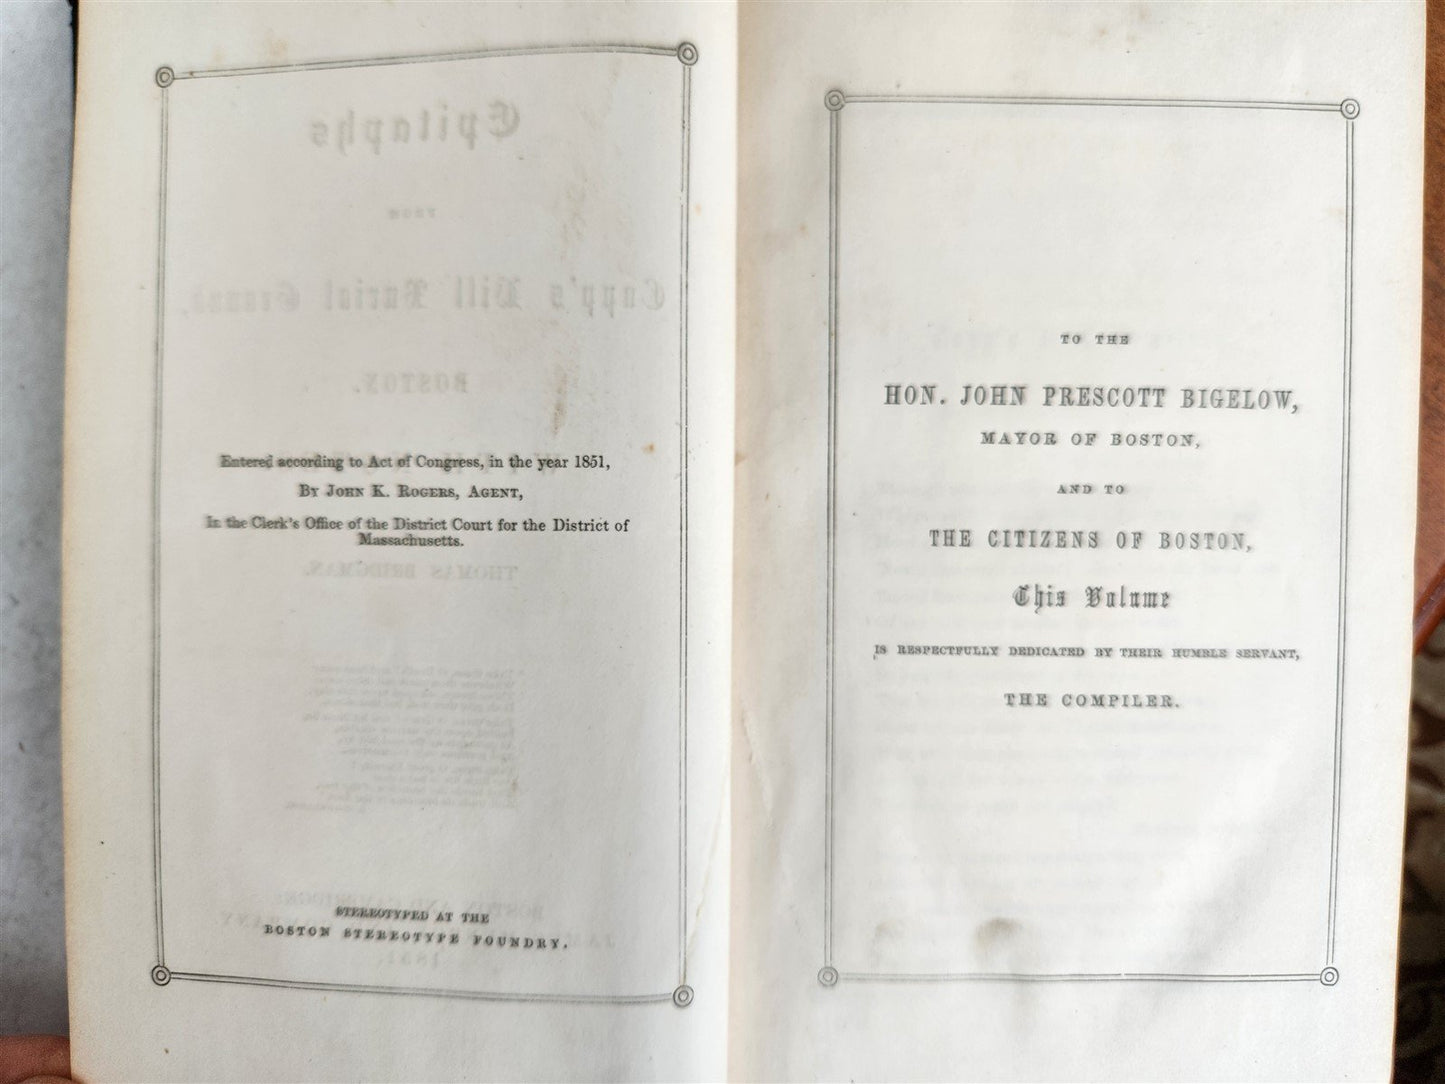 Entered according to Act of Congress, in the year 1851,
BY JOHN K. ROGERS, AGENT,
In the Clerk's Office of the District Court for the District of
Massachusetts.
STEREOTYPED AT THE
BOSTON STEREOTYPE FOUNDRY.
TO THE
HON. JOHN PRESCOTT BIGELOW,
MAYOR OF BOSTON,
AND TO
THE CITIZENS OF BOSTON,
This Volume
IS RESPECTFULLY DEDICATED BY THEIR HUMBLE SERVANT,
THE COMPILER.